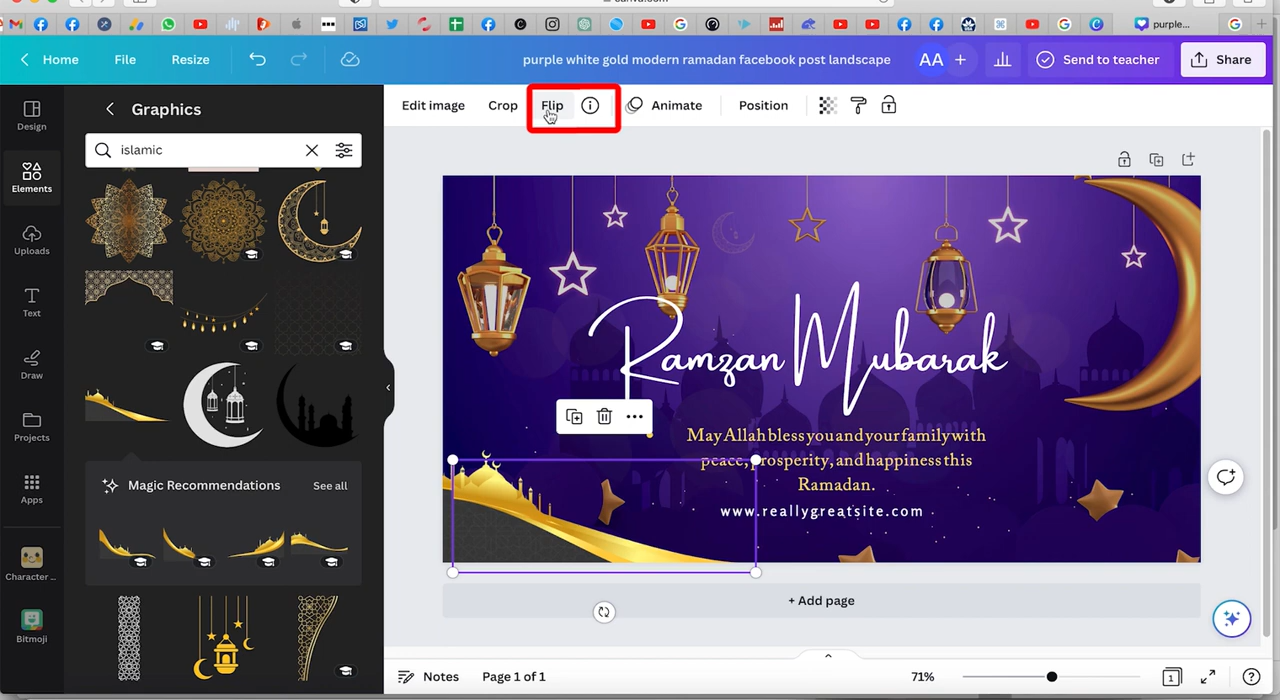 Home File Resize purple white gold modern ramadan facebook post landscape AA + Send to teacher Share
purple...
Edit image Crop Flip Animate Position
Graphics
islamic
Design
Elements
Uploads
Text
Draw
Projects
Apps
Character ...
Bitmoji
Magic Recommendations See all
Ramzan Mubarak
May Allah bless you and your family with
peace, prosperity, and happiness this
Ramadan.
www.reallygreatsite.com
+ Add page
Notes Page 1 of 1 71% 1